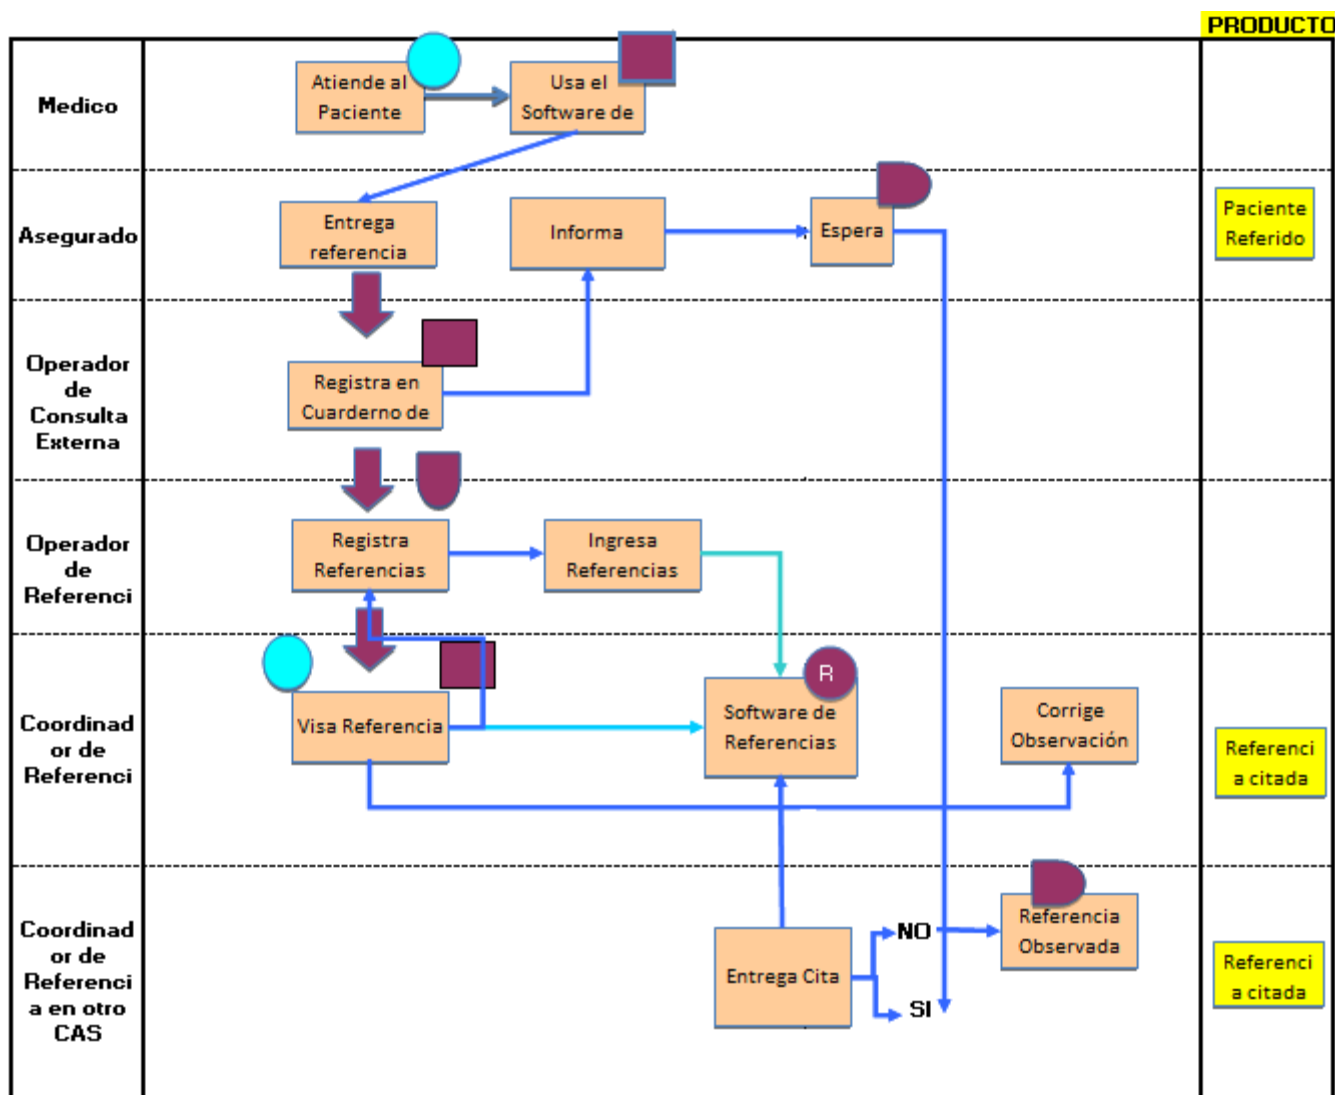 PRODUCTO
Medico
Atiende al
Paciente
Usa el
Software de
Asegurado
Entrega
referencia
Informa
Espera
Paciente
Referido
Operador
de
Consulta
Externa
Registra en
Cuarderno de
Operador
de
Referenci
Registra
Referencias
Ingresa
Referencias
Coordinad
or de
Referenci
Visa Referencia
Software de
Referencias
R
Corrige
Observación
Referenci
a citada
Coordinad
or de
Referenci
a en otro
CAS
Entrega Cita
NO
SI
Referencia
Observada
Referenci
a citada